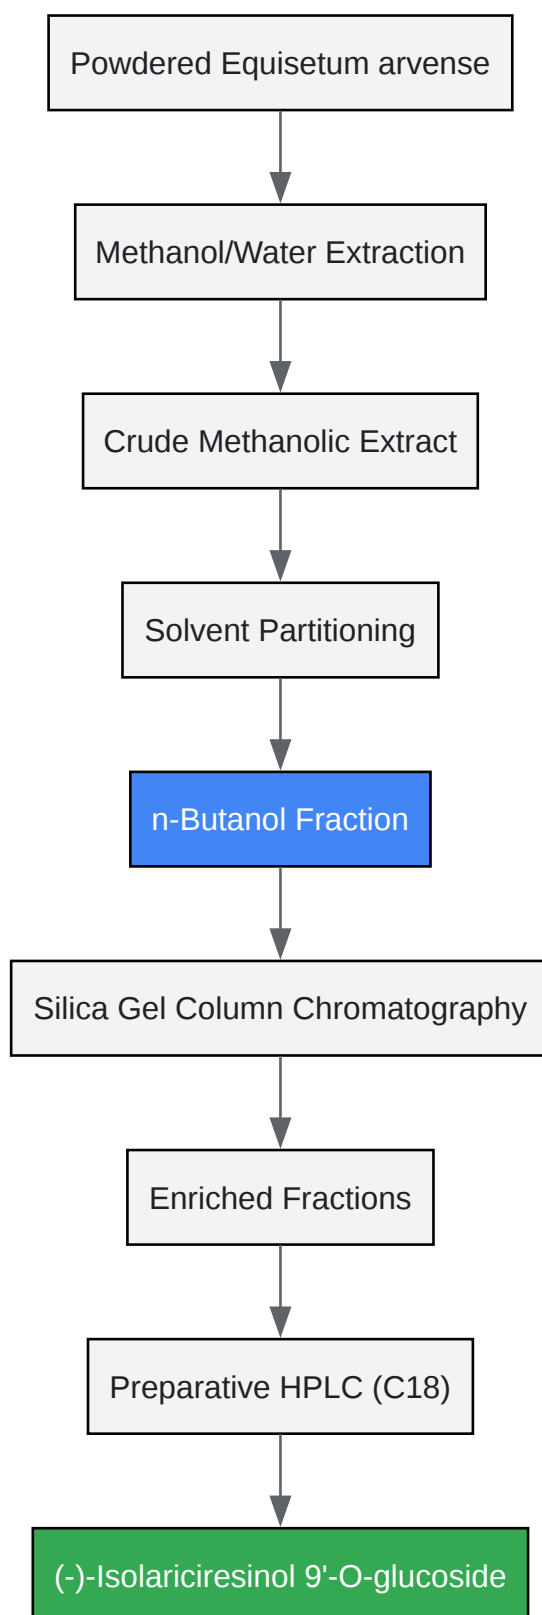 Powdered Equisetum arvense
Methanol/Water Extraction
Crude Methanolic Extract
Solvent Partitioning
n-Butanol Fraction
Silica Gel Column Chromatography
Enriched Fractions
Preparative HPLC (C18)
(-)-Isolariciresinol 9'-O-glucoside